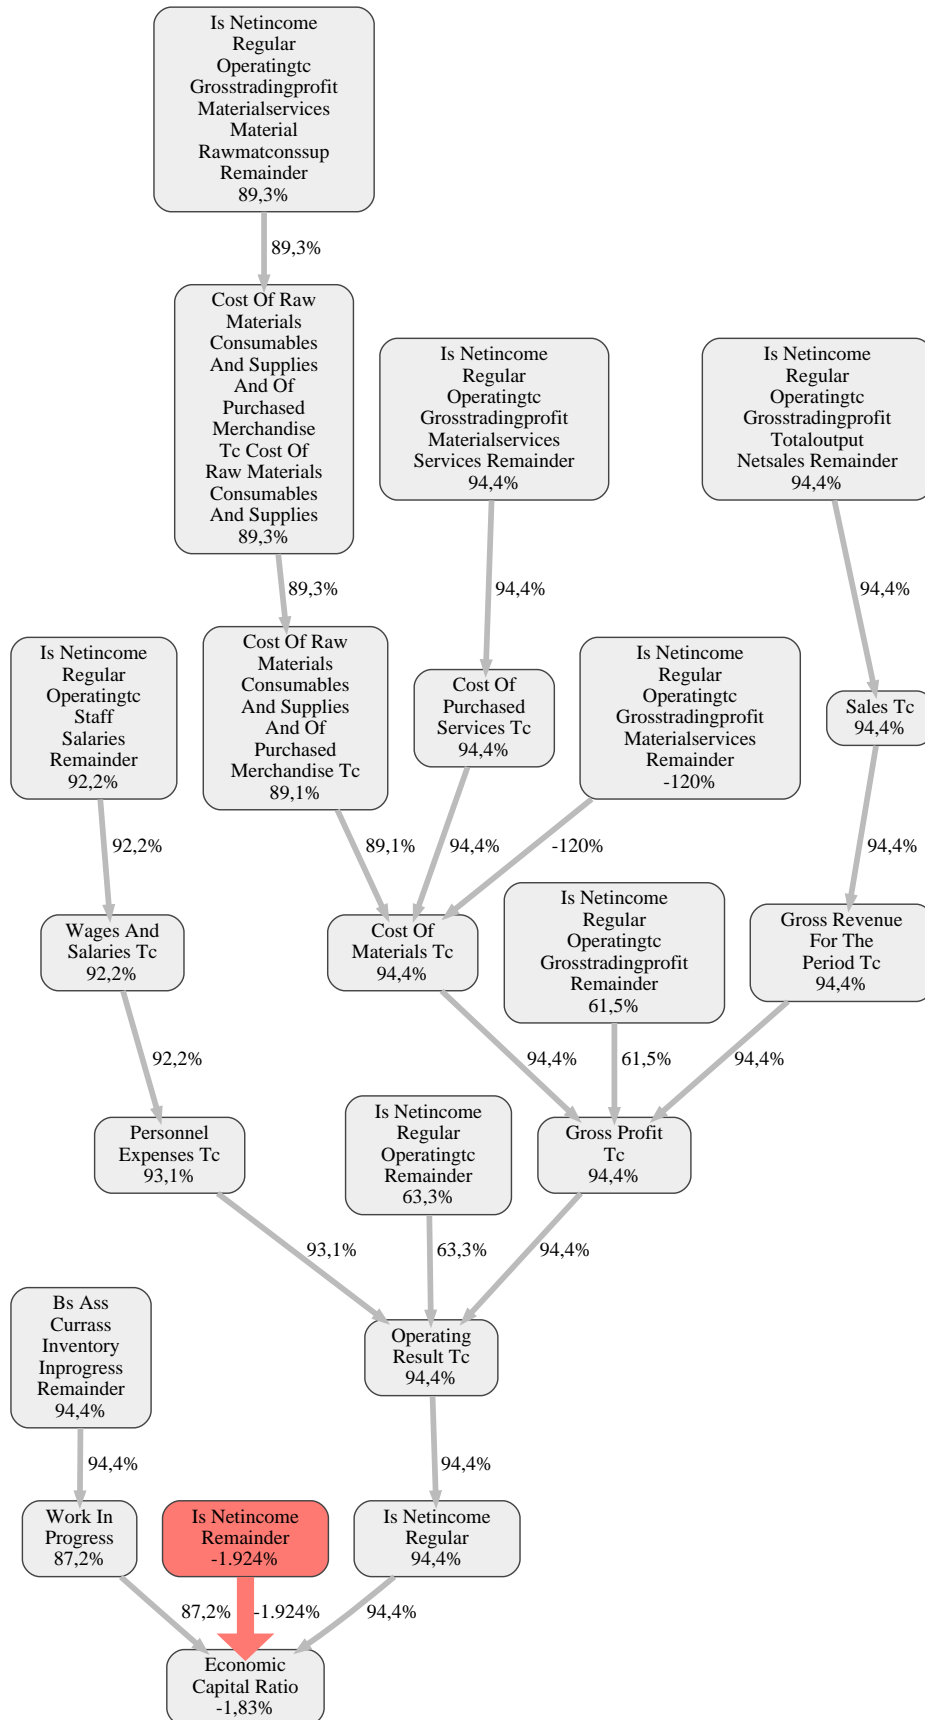 Is Netincome
Regular
Operatingtc
Grosstradingprofit
Materialservices
Material
Rawmatconssup
Remainder
89,3%
89,3%
Cost Of Raw
Materials
Consumables
And Supplies
And Of
Purchased
Merchandise
Tc Cost Of
Raw Materials
Consumables
And Supplies
89,3%
Is Netincome
Regular
Operatingtc
Grosstradingprofit
Materialservices
Services Remainder
94,4%
Is Netincome
Regular
Operatingtc
Grosstradingprofit
Totaloutput
Netsales Remainder
94,4%
89,3%
94,4%
94,4%
Is Netincome
Regular
Operatingtc
Staff
Salaries
Remainder
92,2%
Cost Of Raw
Materials
Consumables
And Supplies
And Of
Purchased
Merchandise Tc
89,1%
Cost Of
Purchased
Services Tc
94,4%
Is Netincome
Regular
Operatingtc
Grosstradingprofit
Materialservices
Remainder
-120%
Sales Tc
94,4%
92,2%
89,1%
94,4%
-120%
94,4%
Wages And
Salaries Tc
92,2%
Cost Of
Materials Tc
94,4%
Is Netincome
Regular
Operatingtc
Grosstradingprofit
Remainder
61,5%
Gross Revenue
For The
Period Tc
94,4%
92,2%
94,4%
61,5%
94,4%
Personnel
Expenses Tc
93,1%
Is Netincome
Regular
Operatingtc
Remainder
63,3%
Gross Profit
Tc
94,4%
93,1%
63,3%
94,4%
Bs Ass
Currass
Inventory
Inprogress
Remainder
94,4%
Operating
Result Tc
94,4%
94,4%
94,4%
Work In
Progress
87,2%
Is Netincome
Remainder
-1.924%
Is Netincome
Regular
94,4%
87,2%
-1.924%
94,4%
Economic
Capital Ratio
-1,83%